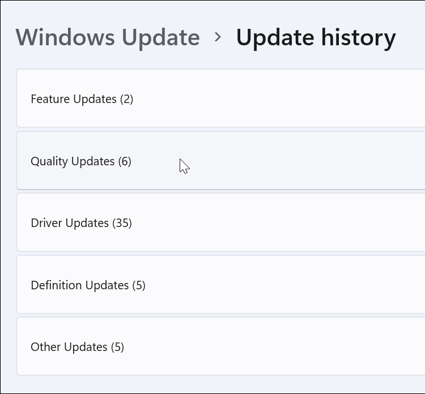 Windows Update > Update history
Feature Updates (2)
Quality Updates (6)
Driver Updates (35)
Definition Updates (5)
Other Updates (5)